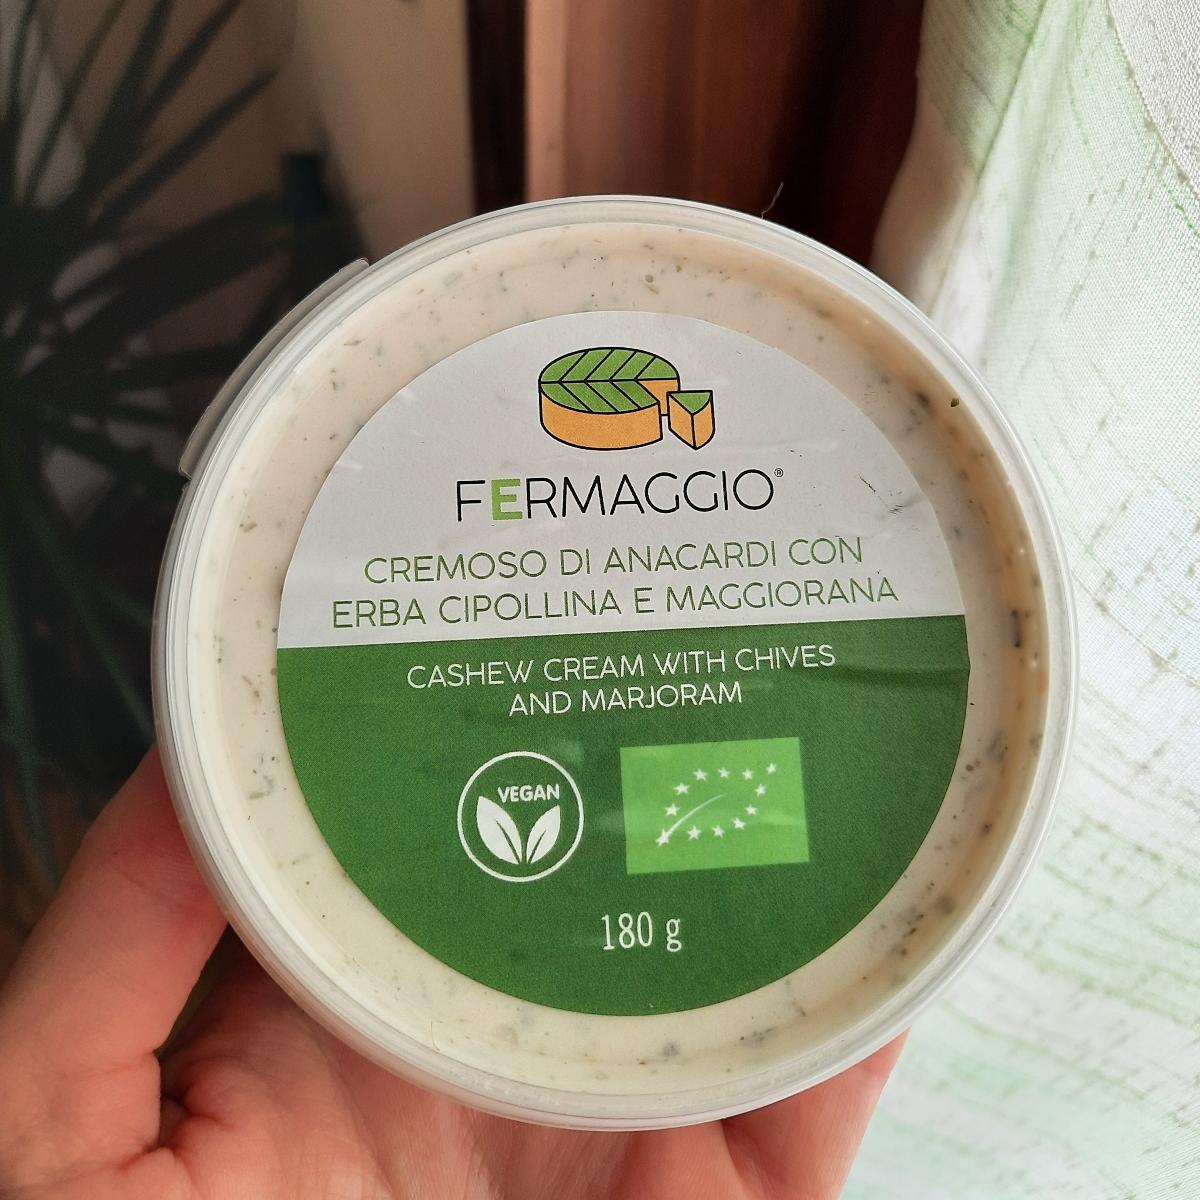 FERMAGGIO®
CREMOSO DI ANACARDI CON
ERBA CIPOLLINA E MAGGIORANA
CASHEW CREAM WITH CHIVES
AND MARJORAM
VEGAN
180 g